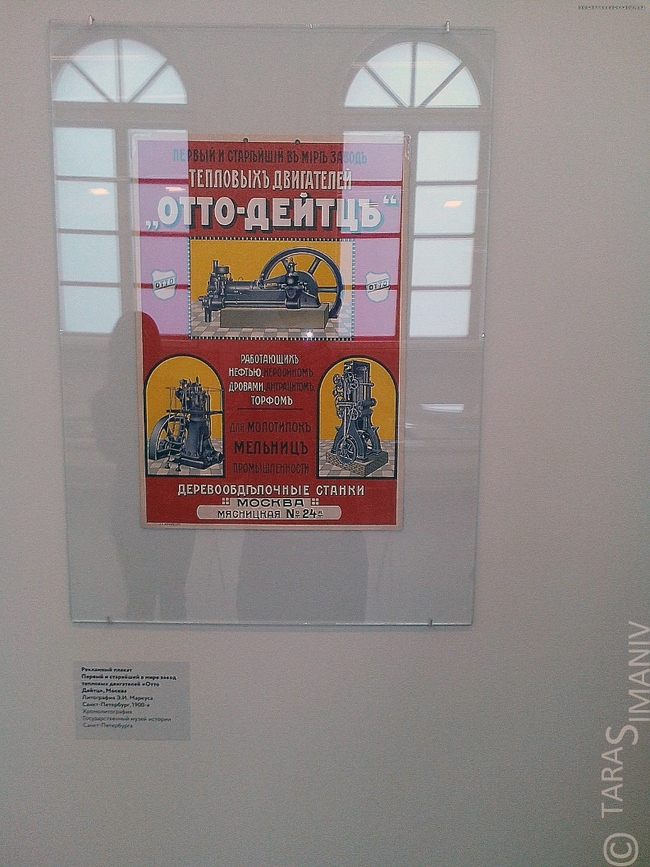 ПЕРВЫЙ И СТАРѢЙШІЙ ВЪ МІРѢ ЗАВОДЪ
ТЕПЛОВЫХЪ ДВИГАТЕЛЕЙ
„ОТТО-ДЕЙТЦЪ“
OTTO
OTTO
РАБОТАЮЩИХЪ
НЕФТЬЮ, КЕРОСИНОМЪ
ДРОВАМИ, АНТРАЦИТОМЪ
ТОРФОМЪ
ДЛЯ МОЛОТИЛОКЪ
МЕЛЬНИЦЪ
ПРОМЫШЛЕННОСТИ
ДЕРЕВООБДѢЛОЧНЫЕ СТАНКИ
МОСКВА
МЯСНИЦКАЯ № 24
Рекламный плакат
Первый и старейший в мире завод
тепловых двигателей «Отто
Дейтц», Москва
Литография Э.И. Маркуса
Санкт-Петербург, 1900-е
Хромолитография
Государственный музей истории
Санкт-Петербурга
© TARAS SIMANIV